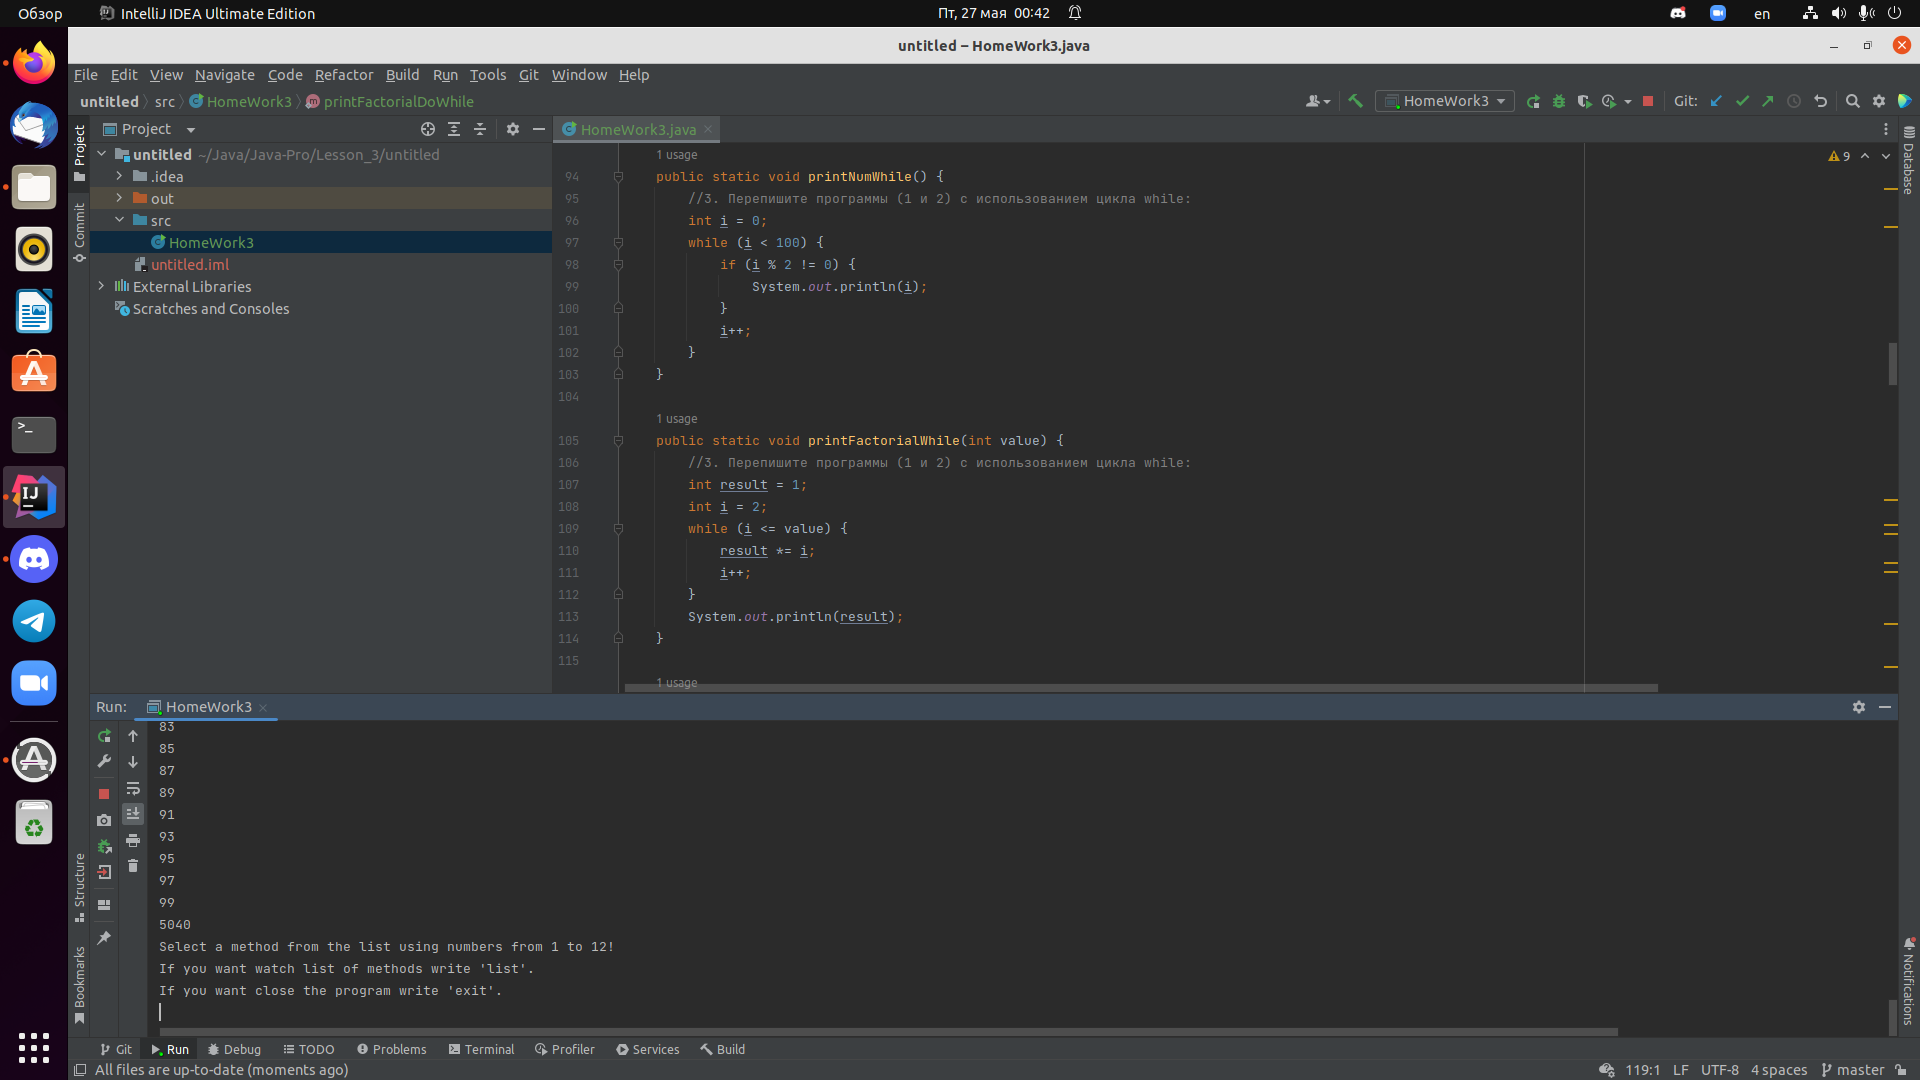 Обзор
IntelliJ IDEA Ultimate Edition
Пт, 27 мая 00:42
en
untitled – HomeWork3.java
File Edit View Navigate Code Refactor Build Run Tools Git Window Help
untitled src HomeWork3 printFactorialDoWhile
HomeWork3
Git:
Project
HomeWork3.java
untitled ~/Java/Java-Pro/Lesson_3/untitled
.idea
out
src
HomeWork3
untitled.iml
External Libraries
Scratches and Consoles
Project
Commit
Structure
Bookmarks
9
1 usage
94 public static void printNumWhile() {
95 //3. Перепишите программы (1 и 2) с использованием цикла while:
96 int i = 0;
97 while (i < 100) {
98 if (i % 2 != 0) {
99 System.out.println(i);
100 }
101 i++;
102 }
103 }
104
1 usage
105 public static void printFactorialWhile(int value) {
106 //3. Перепишите программы (1 и 2) с использованием цикла while:
107 int result = 1;
108 int i = 2;
109 while (i <= value) {
110 result *= i;
111 i++;
112 }
113 System.out.println(result);
114 }
115
1 usage
Database
Notifications
Run: HomeWork3
83
85
87
89
91
93
95
97
99
5040
Select a method from the list using numbers from 1 to 12!
If you want watch list of methods write 'list'.
If you want close the program write 'exit'.
Git Run Debug TODO Problems Terminal Profiler Services Build
All files are up-to-date (moments ago)
119:1 LF UTF-8 4 spaces master